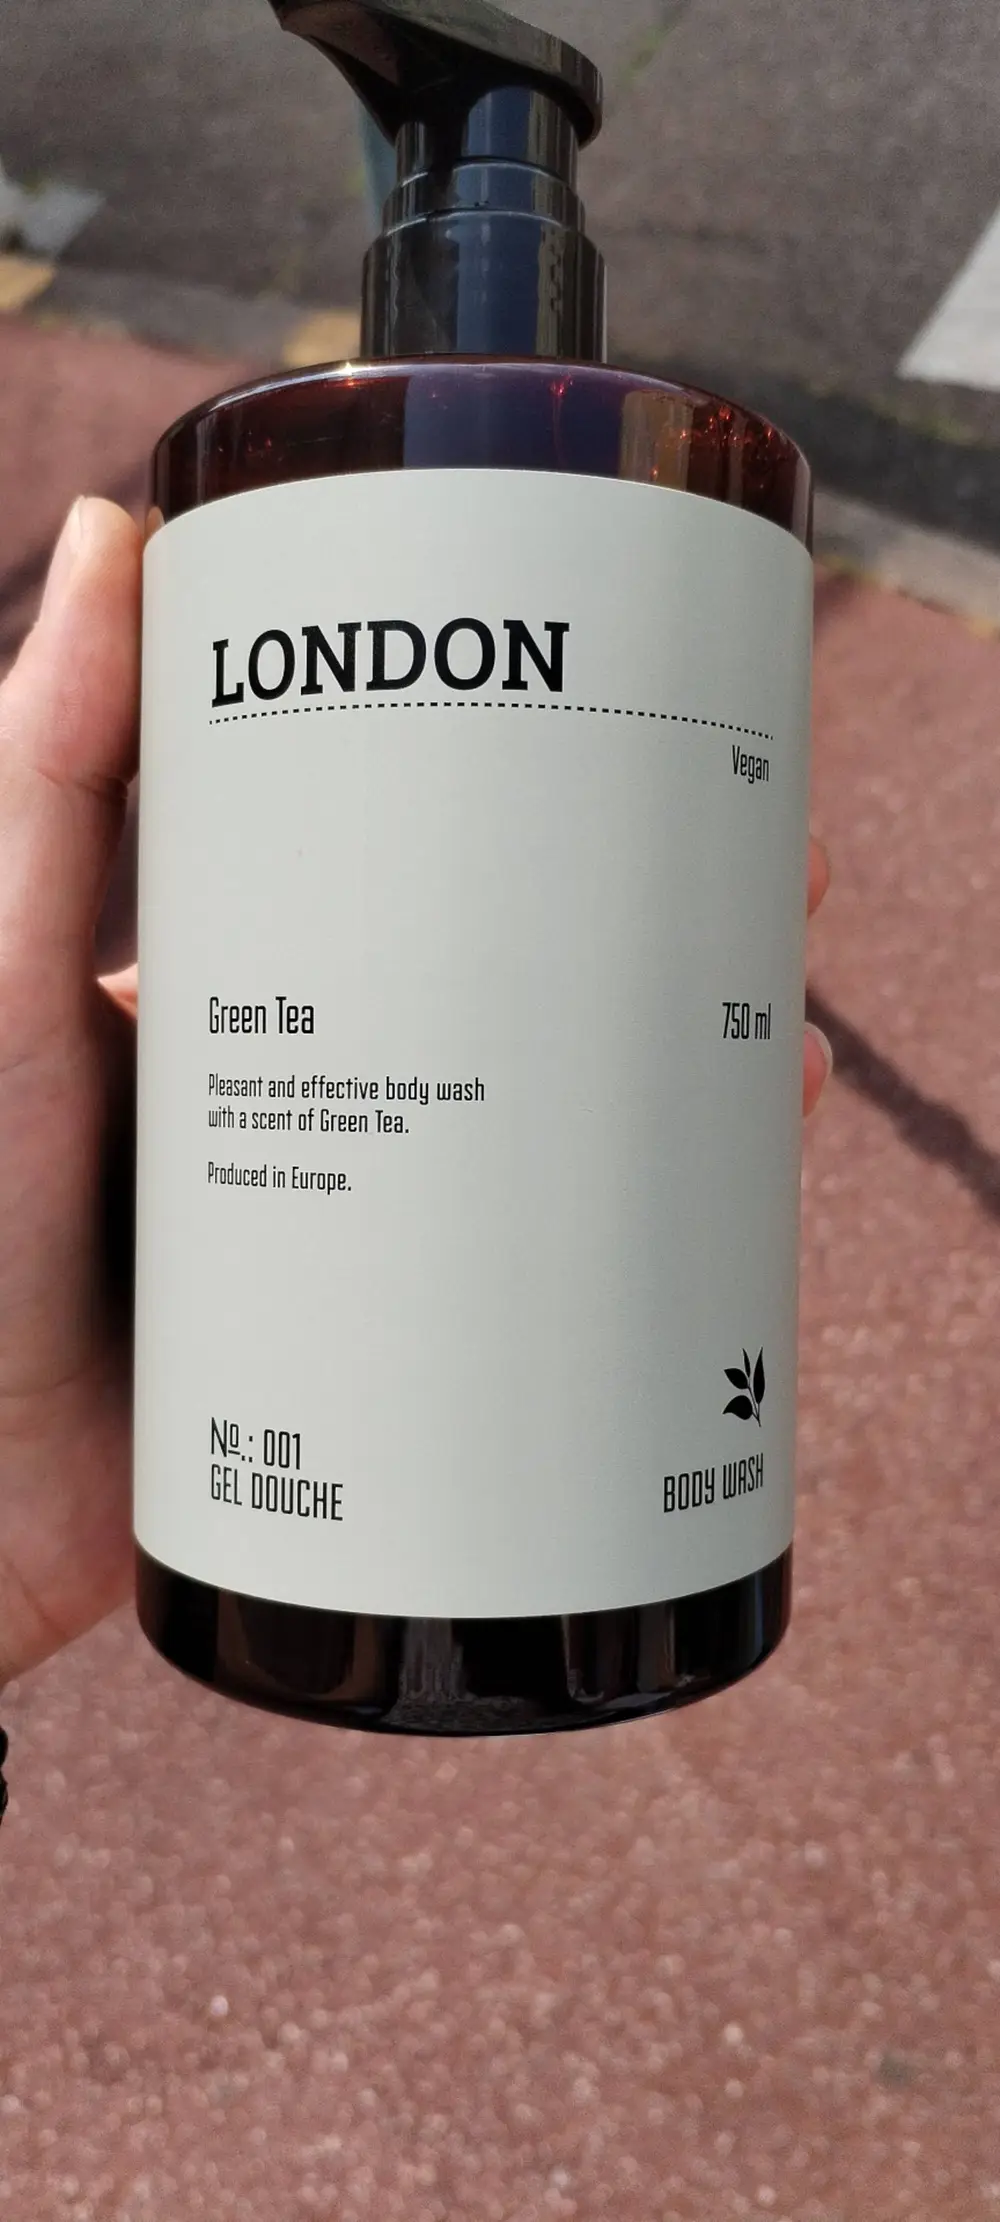 LONDON
Vegan
Green Tea
750 ml
Pleasant and effective body wash
with a scent of Green Tea.
Produced in Europe.
Nº.: 001
GEL DOUCHE
BODY WASH